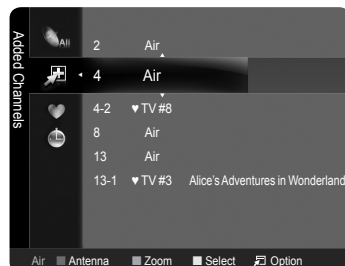 Added Channels
All
2 Air
4 Air
4-2 ♥ TV #8
8 Air
13 Air
13-1 ♥ TV #3 Alice's Adventures in Wonderland
Air Antenna Zoom Select Option